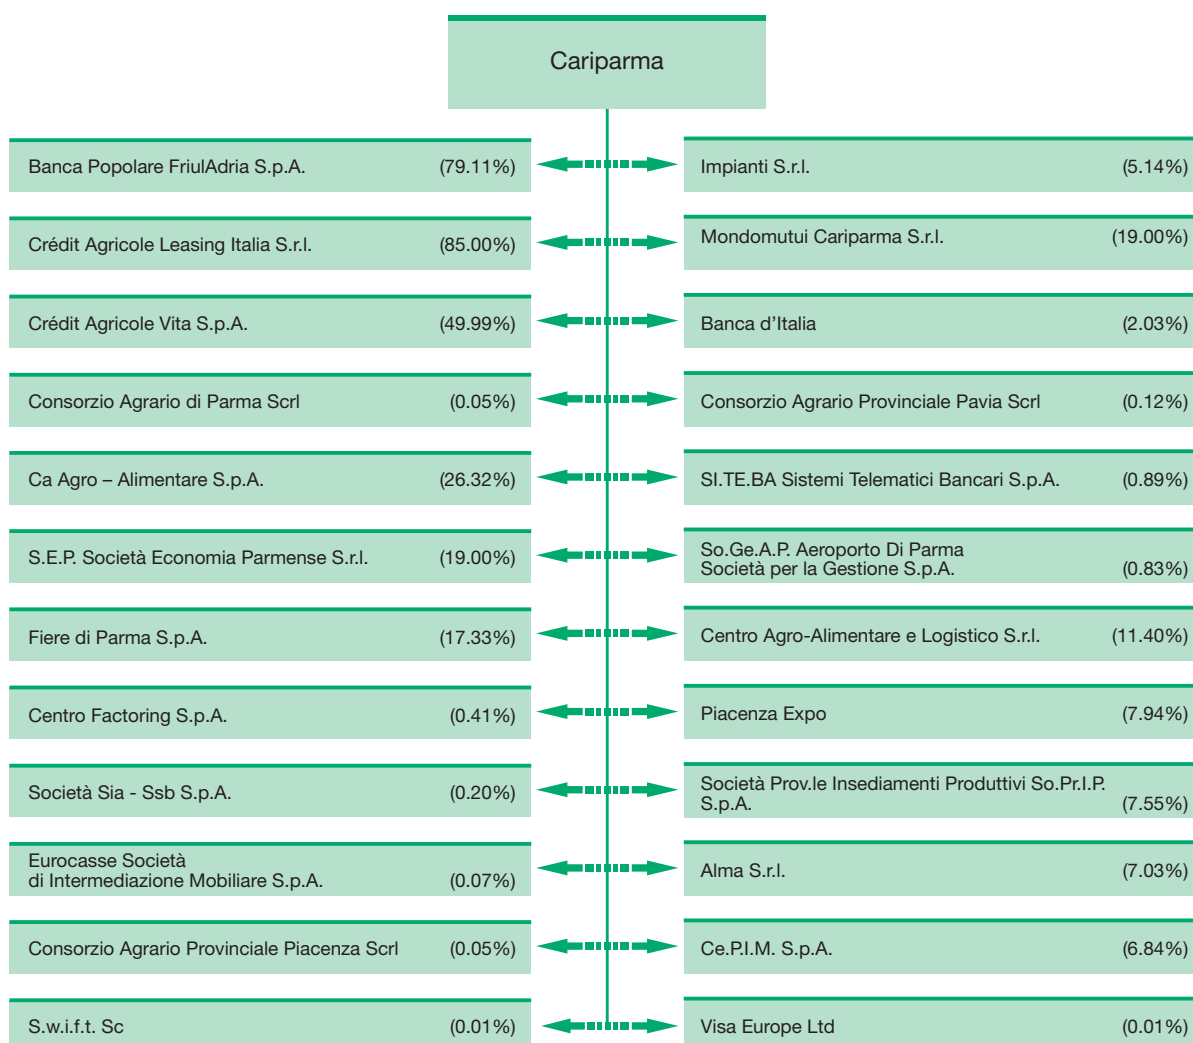 Cariparma
Banca Popolare FriulAdria S.p.A. (79.11%)
Impianti S.r.l. (5.14%)
Crédit Agricole Leasing Italia S.r.l. (85.00%)
Mondomutui Cariparma S.r.l. (19.00%)
Crédit Agricole Vita S.p.A. (49.99%)
Banca d’Italia (2.03%)
Consorzio Agrario di Parma Scrl (0.05%)
Consorzio Agrario Provinciale Pavia Scrl (0.12%)
Ca Agro – Alimentare S.p.A. (26.32%)
SI.TE.BA Sistemi Telematici Bancari S.p.A. (0.89%)
S.E.P. Società Economia Parmense S.r.l. (19.00%)
So.Ge.A.P. Aeroporto Di Parma
Società per la Gestione S.p.A. (0.83%)
Fiere di Parma S.p.A. (17.33%)
Centro Agro-Alimentare e Logistico S.r.l. (11.40%)
Centro Factoring S.p.A. (0.41%)
Piacenza Expo (7.94%)
Società Sia - Ssb S.p.A. (0.20%)
Società Prov.le Insediamenti Produttivi So.Pr.I.P.
S.p.A. (7.55%)
Eurocasse Società
di Intermediazione Mobiliare S.p.A. (0.07%)
Alma S.r.l. (7.03%)
Consorzio Agrario Provinciale Piacenza Scrl (0.05%)
Ce.P.I.M. S.p.A. (6.84%)
S.w.i.f.t. Sc (0.01%)
Visa Europe Ltd (0.01%)